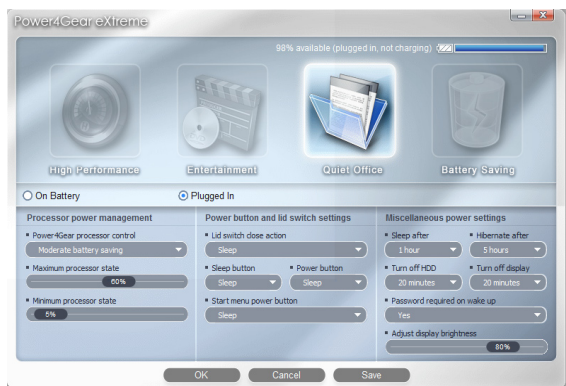 Power4Gear eXtreme
98% available (plugged in, not charging)
High Performance
Entertainment
Quiet Office
Battery Saving
On Battery
Plugged In
Processor power management
Power4Gear processor control
Moderate battery saving
Maximum processor state
60%
Minimum processor state
5%
Power button and lid switch settings
Lid switch close action
Sleep
Sleep button Power button
Sleep Sleep
Start menu power button
Sleep
Miscellaneous power settings
Sleep after Hibernate after
1 hour 5 hours
Turn off HDD Turn off display
20 minutes 20 minutes
Password required on wake up
Yes
Adjust display brightness
80%
OK Cancel Save